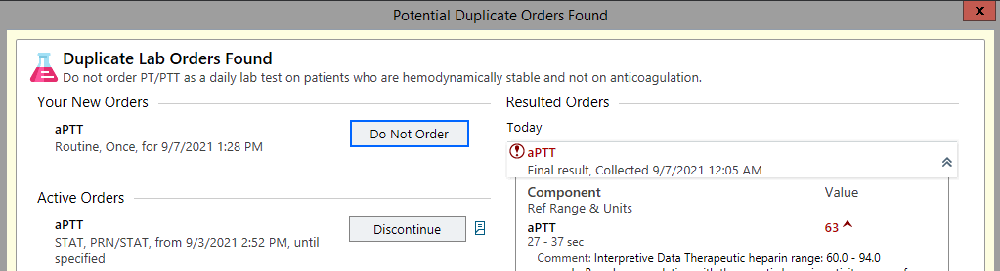 Potential Duplicate Orders Found
Duplicate Lab Orders Found
Do not order PT/PTT as a daily lab test on patients who are hemodynamically stable and not on anticoagulation.
Your New Orders
aPTT
Routine, Once, for 9/7/2021 1:28 PM
Do Not Order
Active Orders
aPTT
STAT, PRN/STAT, from 9/3/2021 2:52 PM, until
specified
Discontinue
Resulted Orders
Today
aPTT
Final result, Collected 9/7/2021 12:05 AM
Component Value
Ref Range & Units
aPTT 63
27 - 37 sec
Comment: Interpretive Data Therapeutic heparin range: 60.0 - 94.0